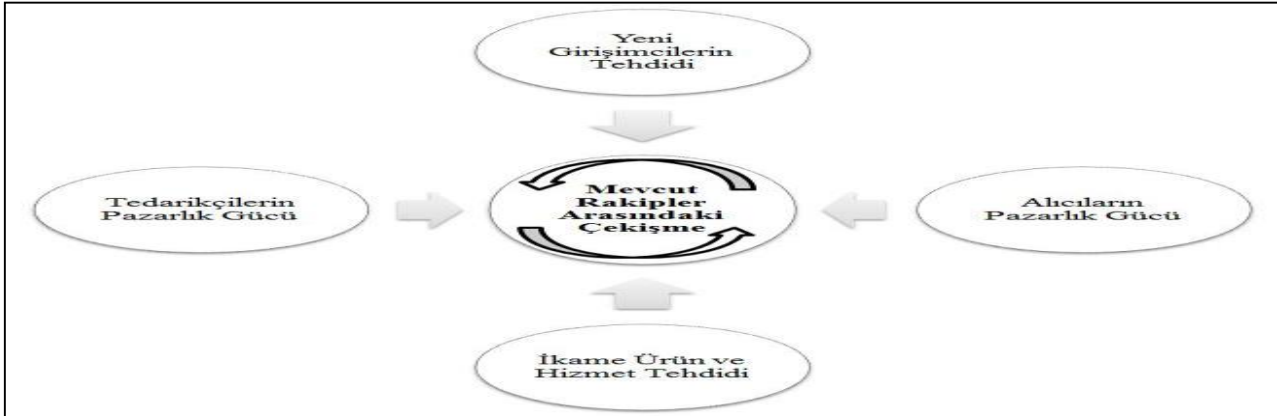 Yeni
Girişimcilerin
Tehdidi
Tedarikçilerin
Pazarlık Gücü
Mevcut
Rakipler
Arasındaki
Çekişme
Alıcıların
Pazarlık Gücü
İkame Ürün ve
Hizmet Tehdidi